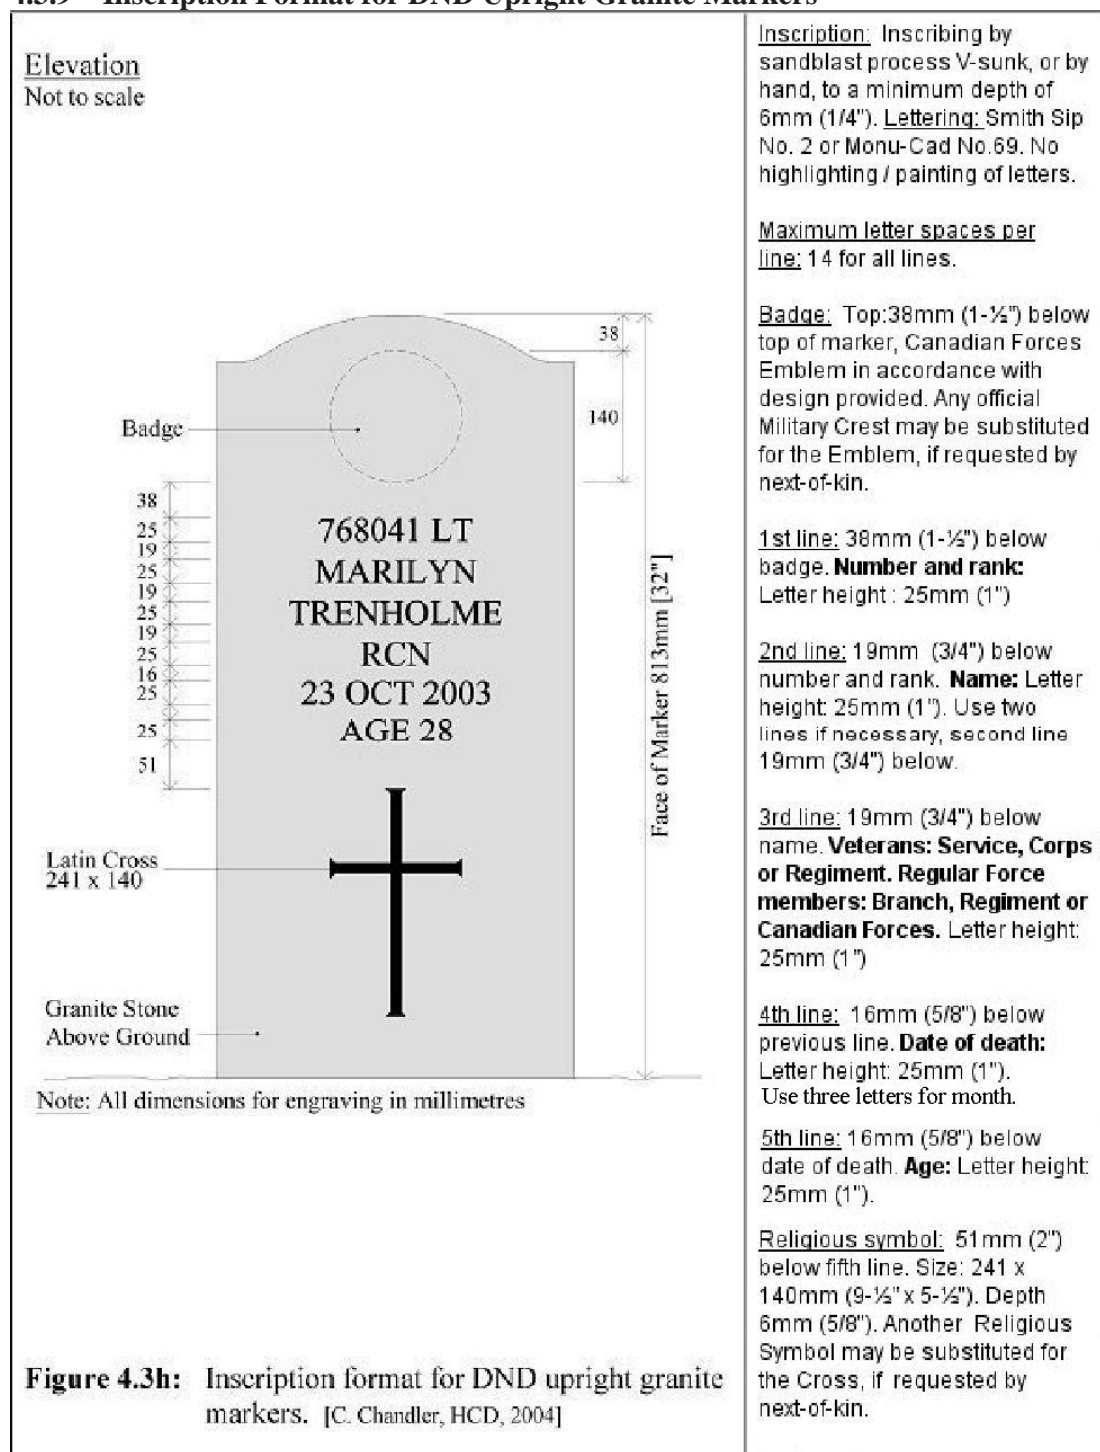 4.3.9 Inscription Format for DND Upright Granite Markers
Elevation
Not to scale
38
140
Badge
38
25
19
25
19
25
19
25
16
25
25
51
768041 LT
MARILYN
TRENHOLME
RCN
23 OCT 2003
AGE 28
Face of Marker 813mm [32"]
Latin Cross
241 x 140
Granite Stone
Above Ground
Note: All dimensions for engraving in millimetres
Figure 4.3h: Inscription format for DND upright granite
markers. [C. Chandler, HCD, 2004]
Inscription: Inscribing by
sandblast process V-sunk, or by
hand, to a minimum depth of
6mm (1/4"). Lettering: Smith Sip
No. 2 or Monu-Cad No.69. No
highlighting / painting of letters.
Maximum letter spaces per
line: 14 for all lines.
Badge: Top:38mm (1-½") below
top of marker, Canadian Forces
Emblem in accordance with
design provided. Any official
Military Crest may be substituted
for the Emblem, if requested by
next-of-kin.
1st line: 38mm (1-½") below
badge. Number and rank:
Letter height : 25mm (1")
2nd line: 19mm (3/4") below
number and rank. Name: Letter
height: 25mm (1"). Use two
lines if necessary, second line
19mm (3/4") below.
3rd line: 19mm (3/4") below
name. Veterans: Service, Corps
or Regiment. Regular Force
members: Branch, Regiment or
Canadian Forces. Letter height:
25mm (1")
4th line: 16mm (5/8") below
previous line. Date of death:
Letter height: 25mm (1").
Use three letters for month.
5th line: 16mm (5/8") below
date of death. Age: Letter height:
25mm (1").
Religious symbol: 51mm (2")
below fifth line. Size: 241 x
140mm (9-½" x 5-½"). Depth
6mm (5/8"). Another Religious
Symbol may be substituted for
the Cross, if requested by
next-of-kin.